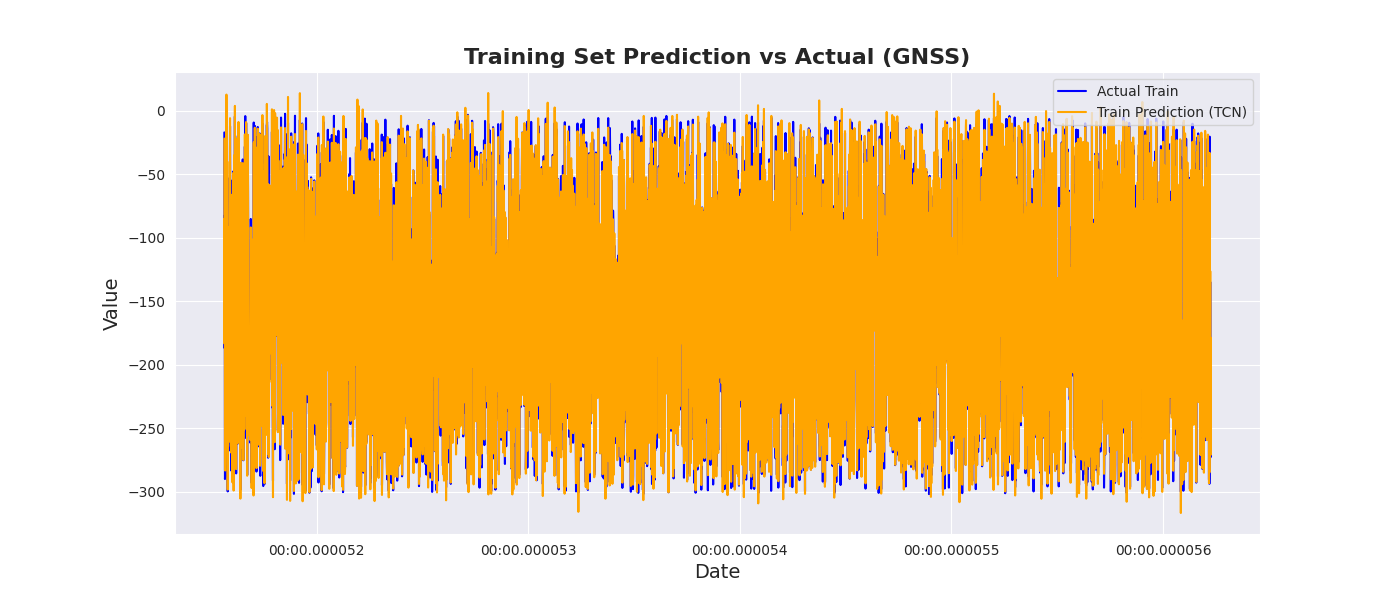 Training Set Prediction vs Actual (GNSS)
Actual Train
Train Prediction (TCN)
Value
0
−50
−100
−150
−200
−250
−300
00:00.000052
00:00.000053
00:00.000054
00:00.000055
00:00.000056
Date